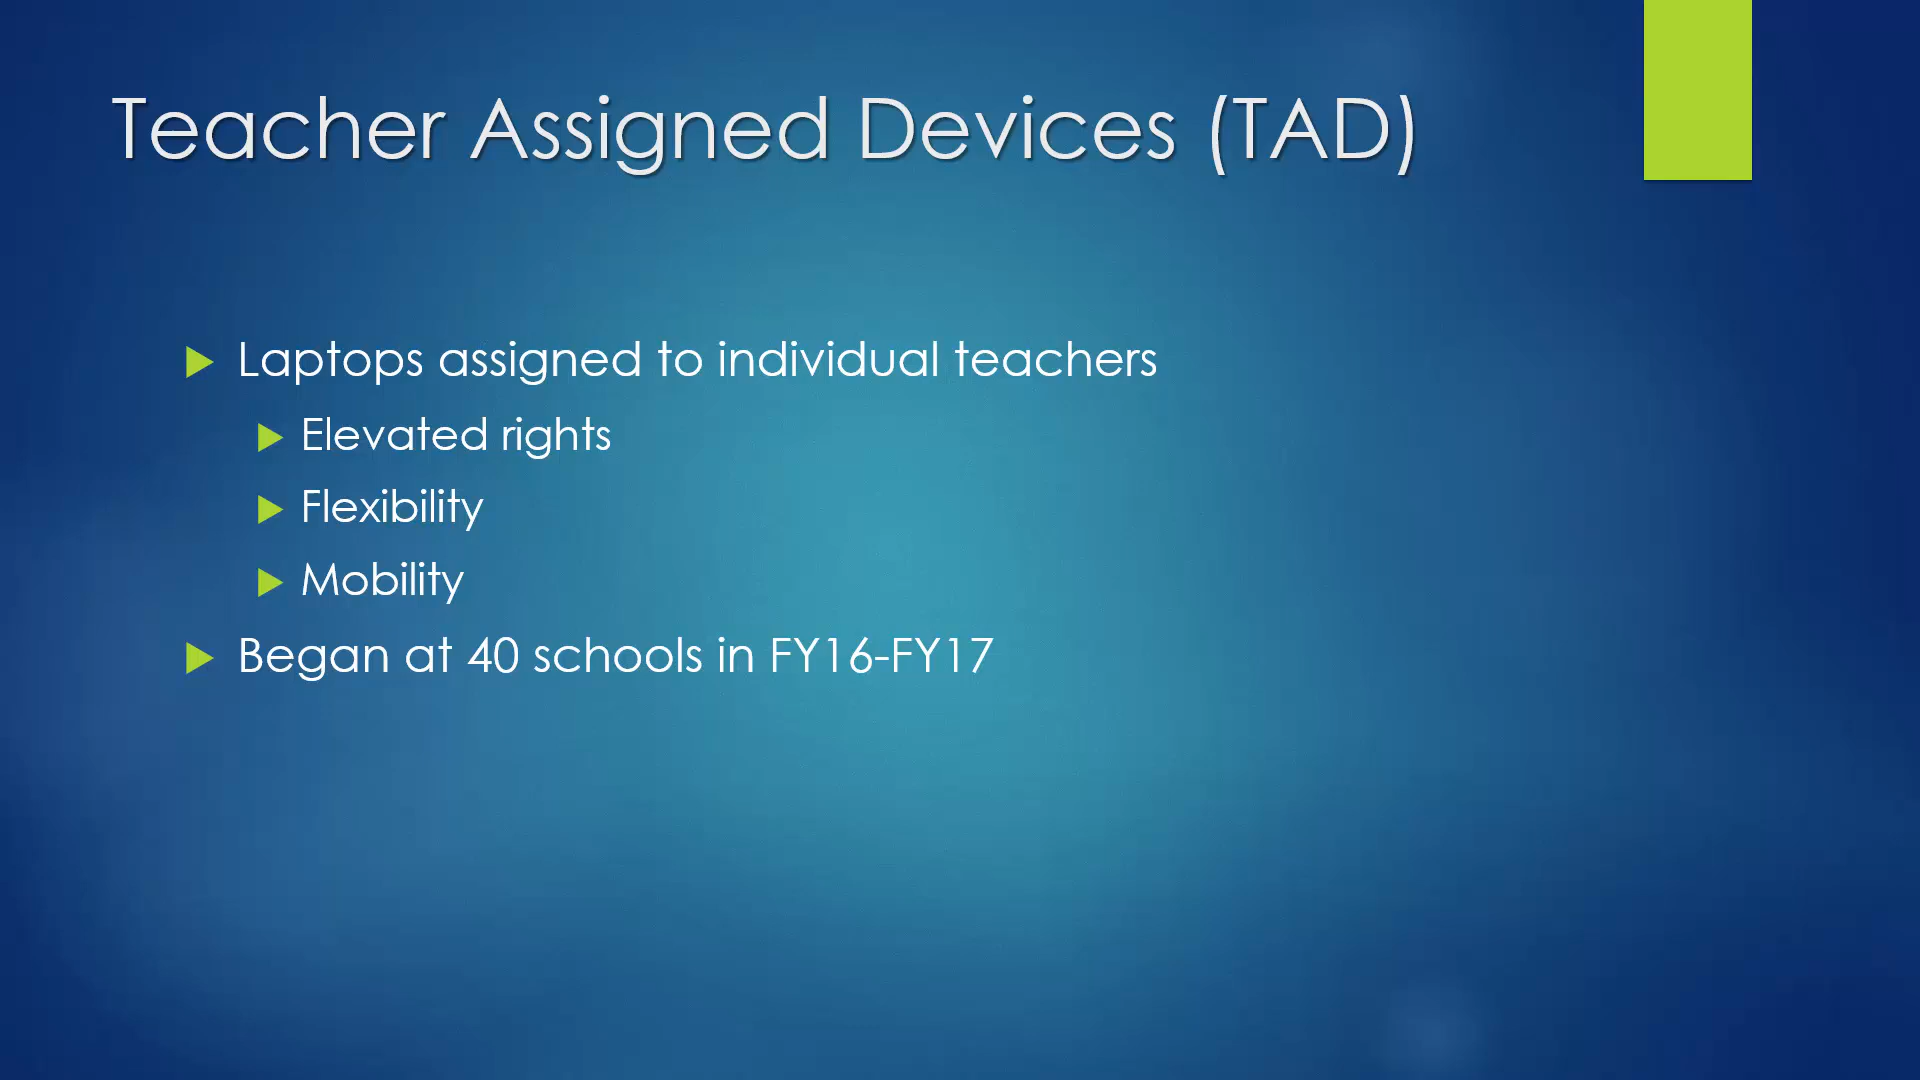 Teacher Assigned Devices (TAD)
Laptops assigned to individual teachers
Elevated rights
Flexibility
Mobility
Began at 40 schools in FY16-FY17